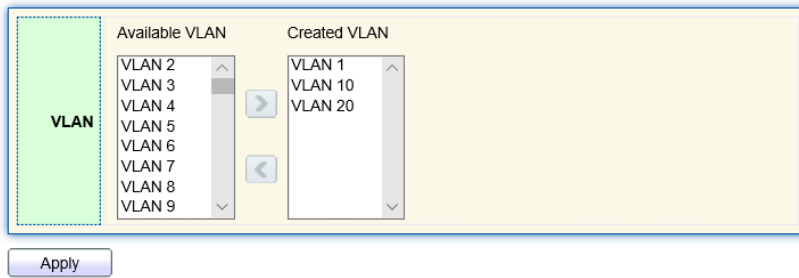 Available VLAN Created VLAN
VLAN
VLAN 2
VLAN 3
VLAN 4
VLAN 5
VLAN 6
VLAN 7
VLAN 8
VLAN 9
VLAN 1
VLAN 10
VLAN 20
Apply